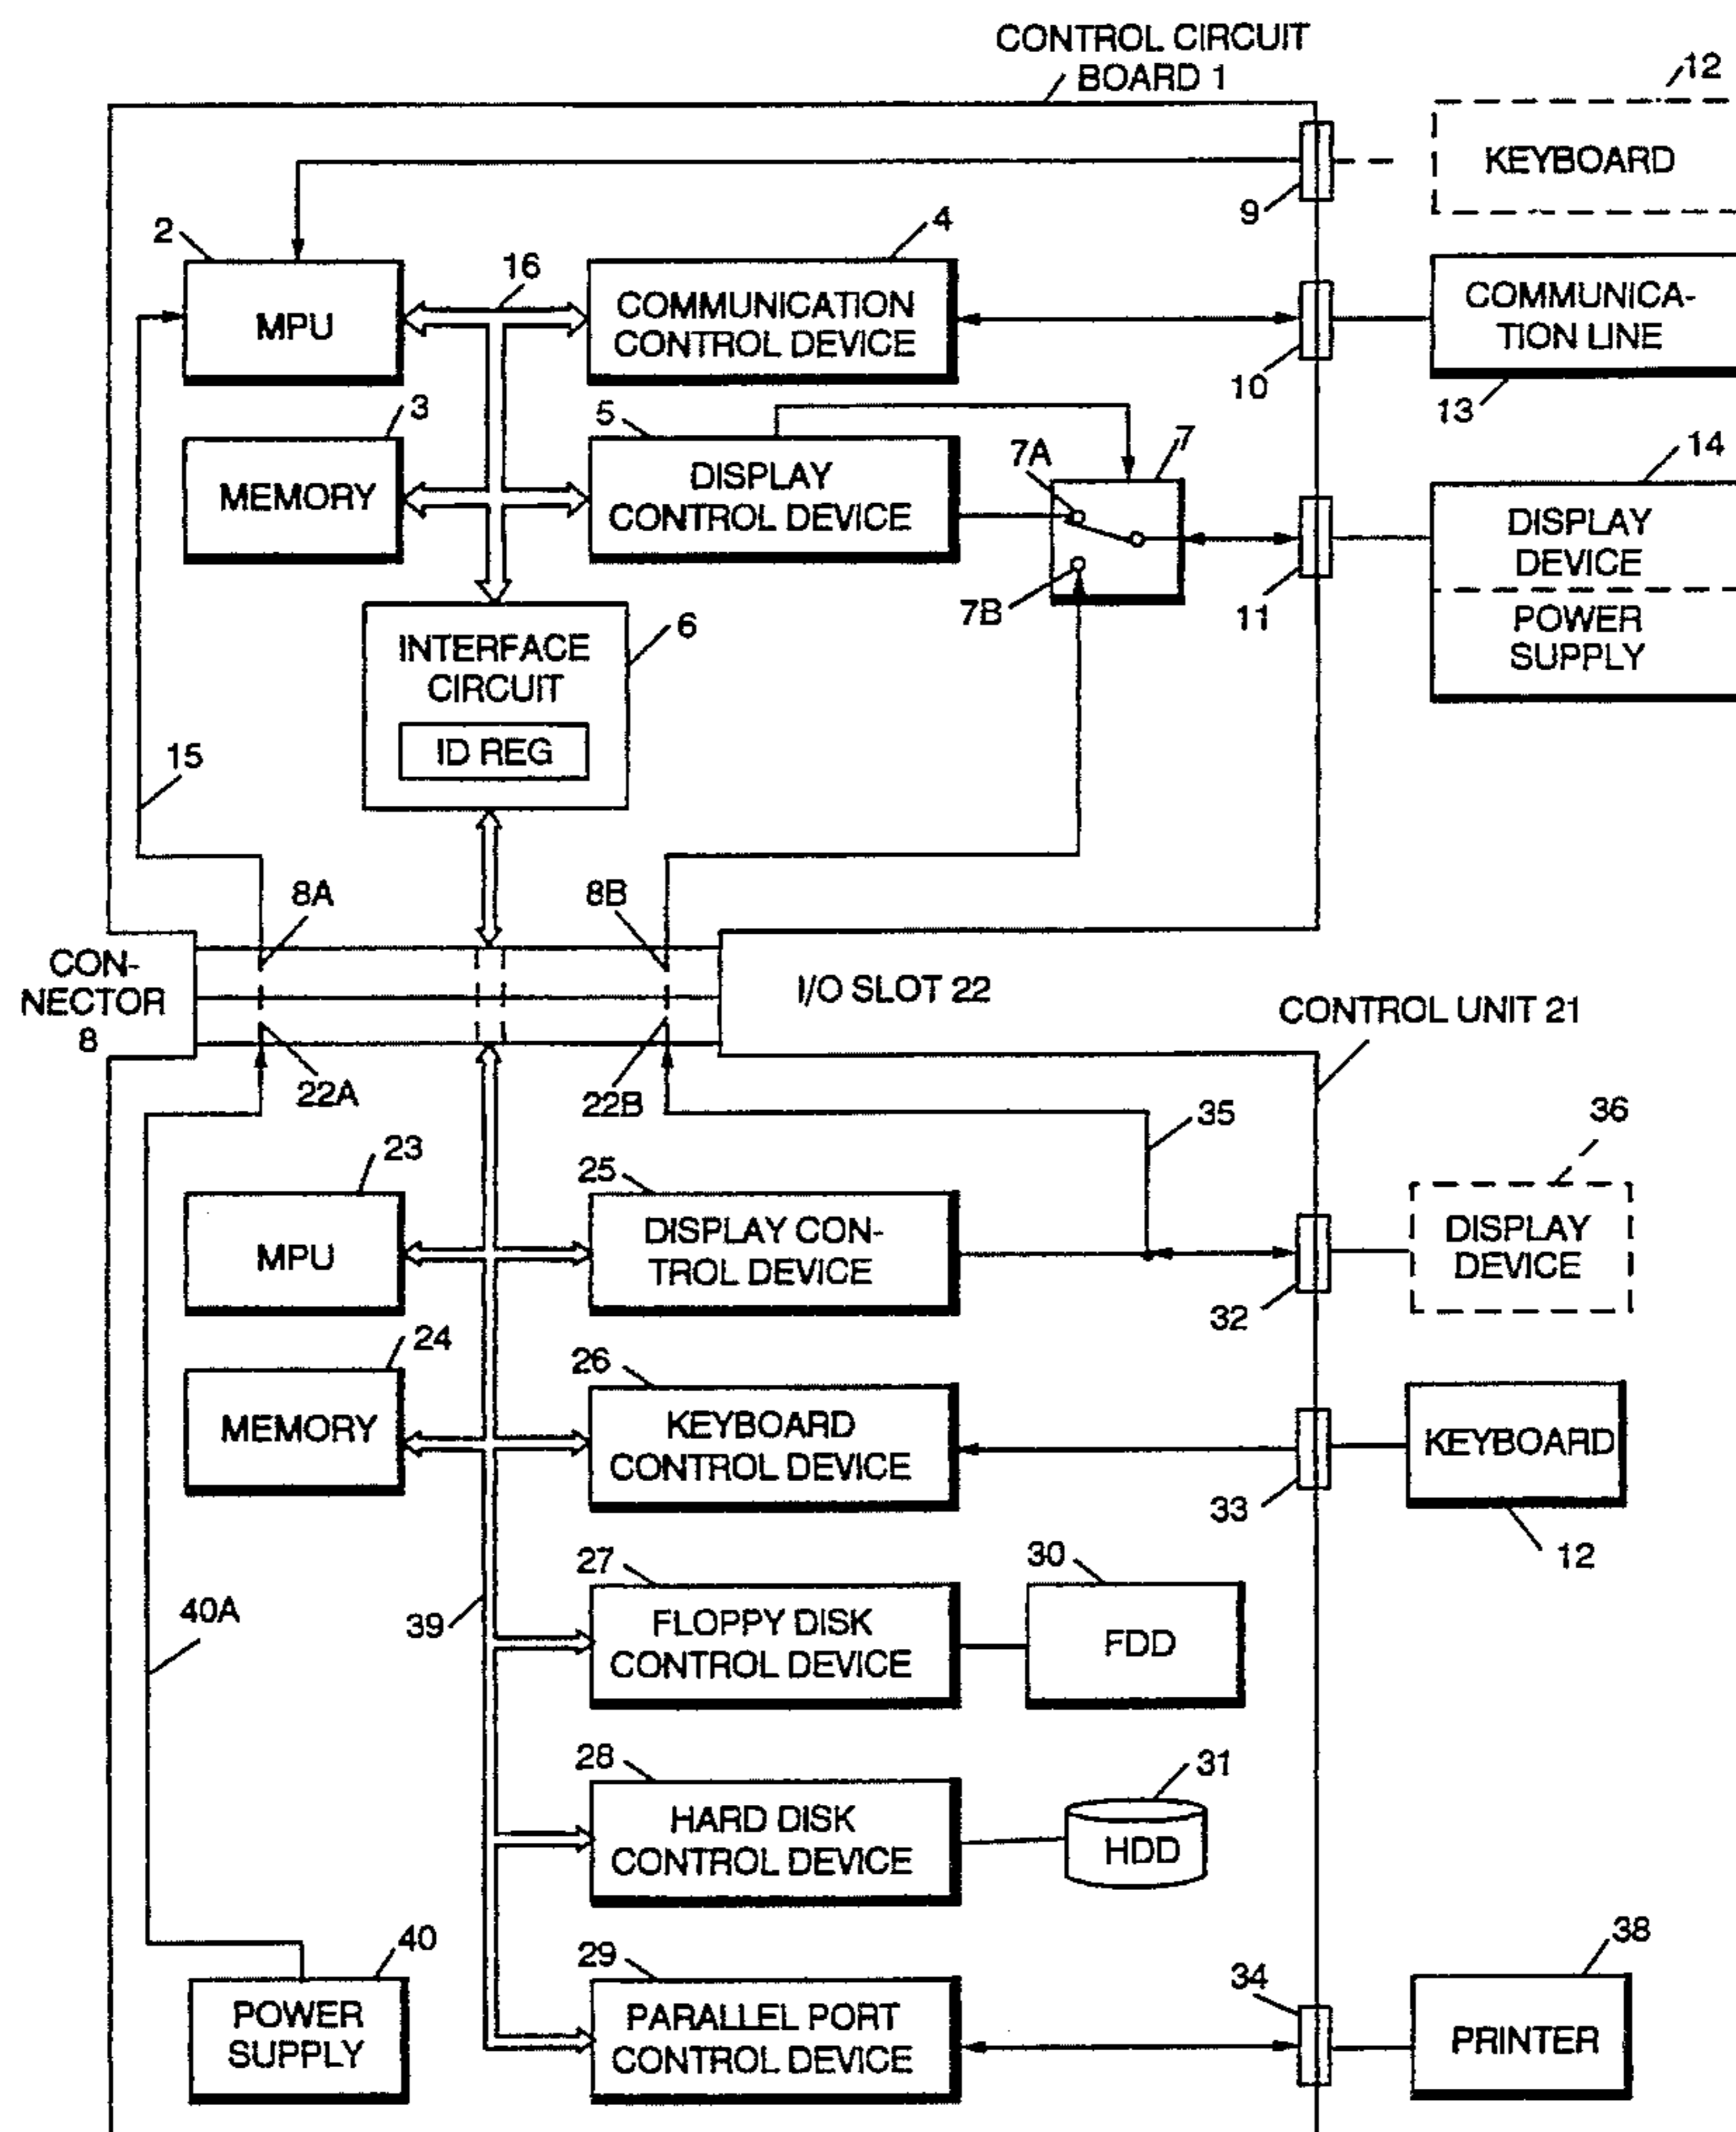 CONTROL CIRCUIT
BOARD 1
12
KEYBOARD
9
2
MPU
16
4
COMMUNICATION
CONTROL DEVICE
10
COMMUNICA-
TION LINE
13
3
MEMORY
5
DISPLAY
CONTROL DEVICE
7A
7
7B
11
14
DISPLAY
DEVICE
POWER
SUPPLY
INTERFACE
CIRCUIT
6
ID REG
15
8A
8B
CON-
NECTOR
8
I/O SLOT 22
CONTROL UNIT 21
22A
22B
35
36
23
MPU
25
DISPLAY CON-
TROL DEVICE
32
DISPLAY
DEVICE
24
MEMORY
26
KEYBOARD
CONTROL DEVICE
33
KEYBOARD
12
40A
39
27
FLOPPY DISK
CONTROL DEVICE
30
FDD
28
HARD DISK
CONTROL DEVICE
31
HDD
40
POWER
SUPPLY
29
PARALLEL PORT
CONTROL DEVICE
34
38
PRINTER